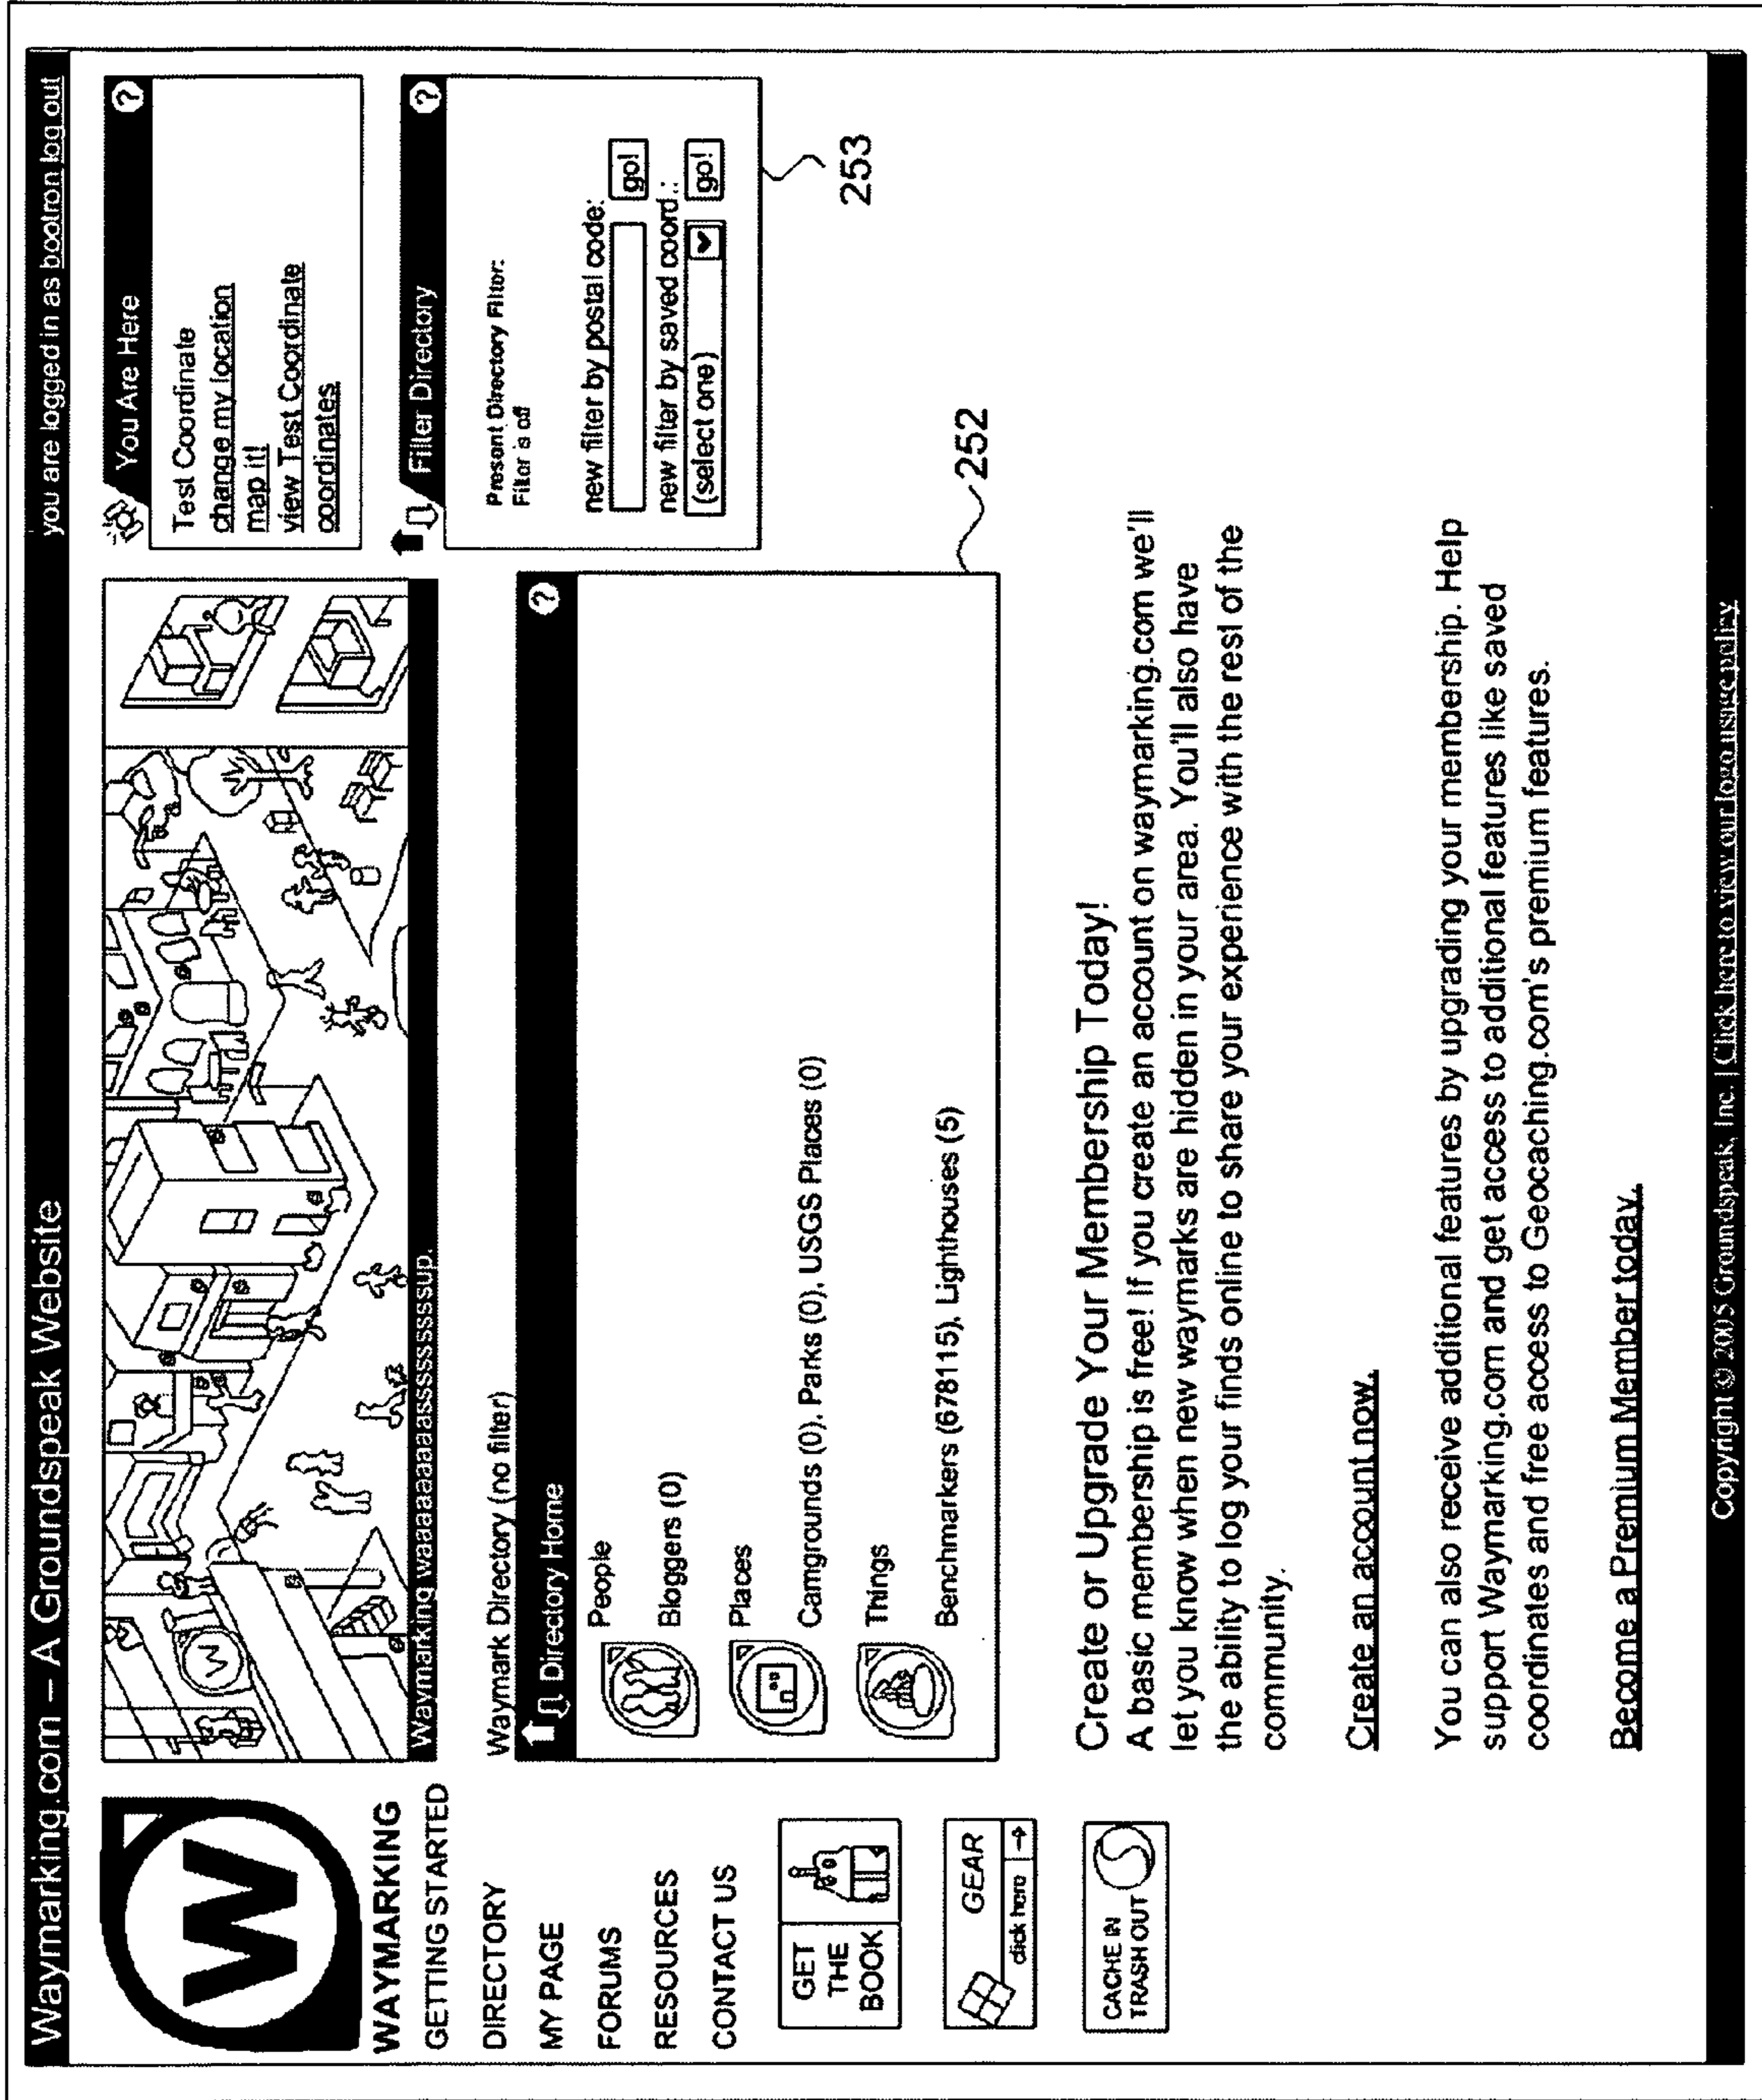 Waymarking.com – A Groundspeak Website
you are logged in as bootron log out
W
WAYMARKING
GETTING STARTED
DIRECTORY
MY PAGE
FORUMS
RESOURCES
CONTACT US
GET
THE
BOOK
GEAR
click here →
CACHE IN
TRASH OUT
W
Waymarking waaaaaaaaassssssssssup.
Waymark Directory (no filter)
Directory Home ?
People
Bloggers (0)
Places
Camgrounds (0), Parks (0), USGS Places (0)
Things
Benchmarkers (678115), Lighthouses (5)
252
You Are Here ?
Test Coordinate
change my location
map it!
view Test Coordinate
coordinates
Filter Directory ?
Present Directory Filter:
Filter is off
new filter by postal code:
go!
new filter by saved coord.:
(select one) go!
253
Create or Upgrade Your Membership Today!
A basic membership is free! If you create an account on waymarking.com we'll
let you know when new waymarks are hidden in your area. You'll also have
the ability to log your finds online to share your experience with the rest of the
community.
Create an account now.
You can also receive additional features by upgrading your membership. Help
support Waymarking.com and get access to additional features like saved
coordinates and free access to Geocaching.com's premium features.
Become a Premium Member today.
Copyright © 2005 Groundspeak, Inc. | Click here to view our logo usage policy